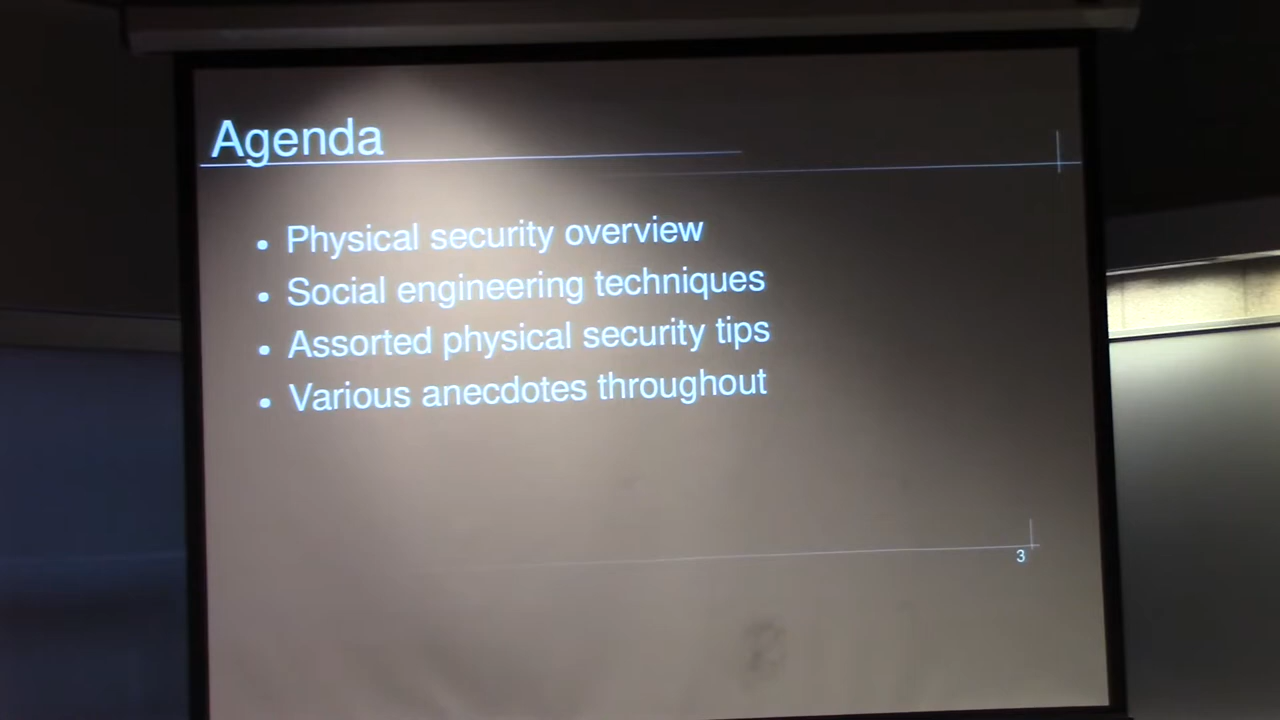 Agenda
• Physical security overview
• Social engineering techniques
• Assorted physical security tips
• Various anecdotes throughout
3